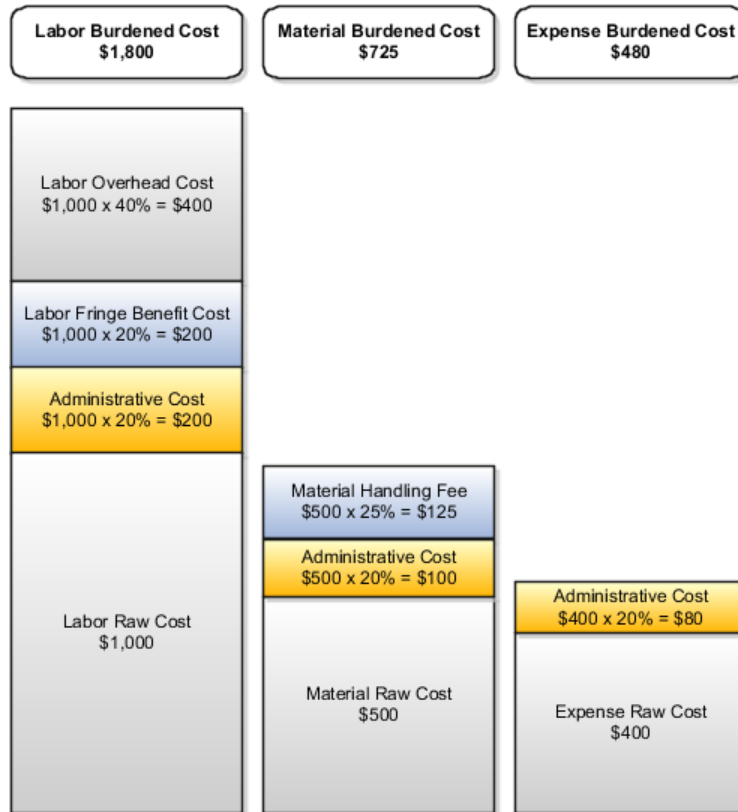 Labor Burdened Cost
$1,800
Material Burdened Cost
$725
Expense Burdened Cost
$480
Labor Overhead Cost
$1,000 x 40% = $400
Labor Fringe Benefit Cost
$1,000 x 20% = $200
Administrative Cost
$1,000 x 20% = $200
Labor Raw Cost
$1,000
Material Handling Fee
$500 x 25% = $125
Administrative Cost
$500 x 20% = $100
Material Raw Cost
$500
Administrative Cost
$400 x 20% = $80
Expense Raw Cost
$400